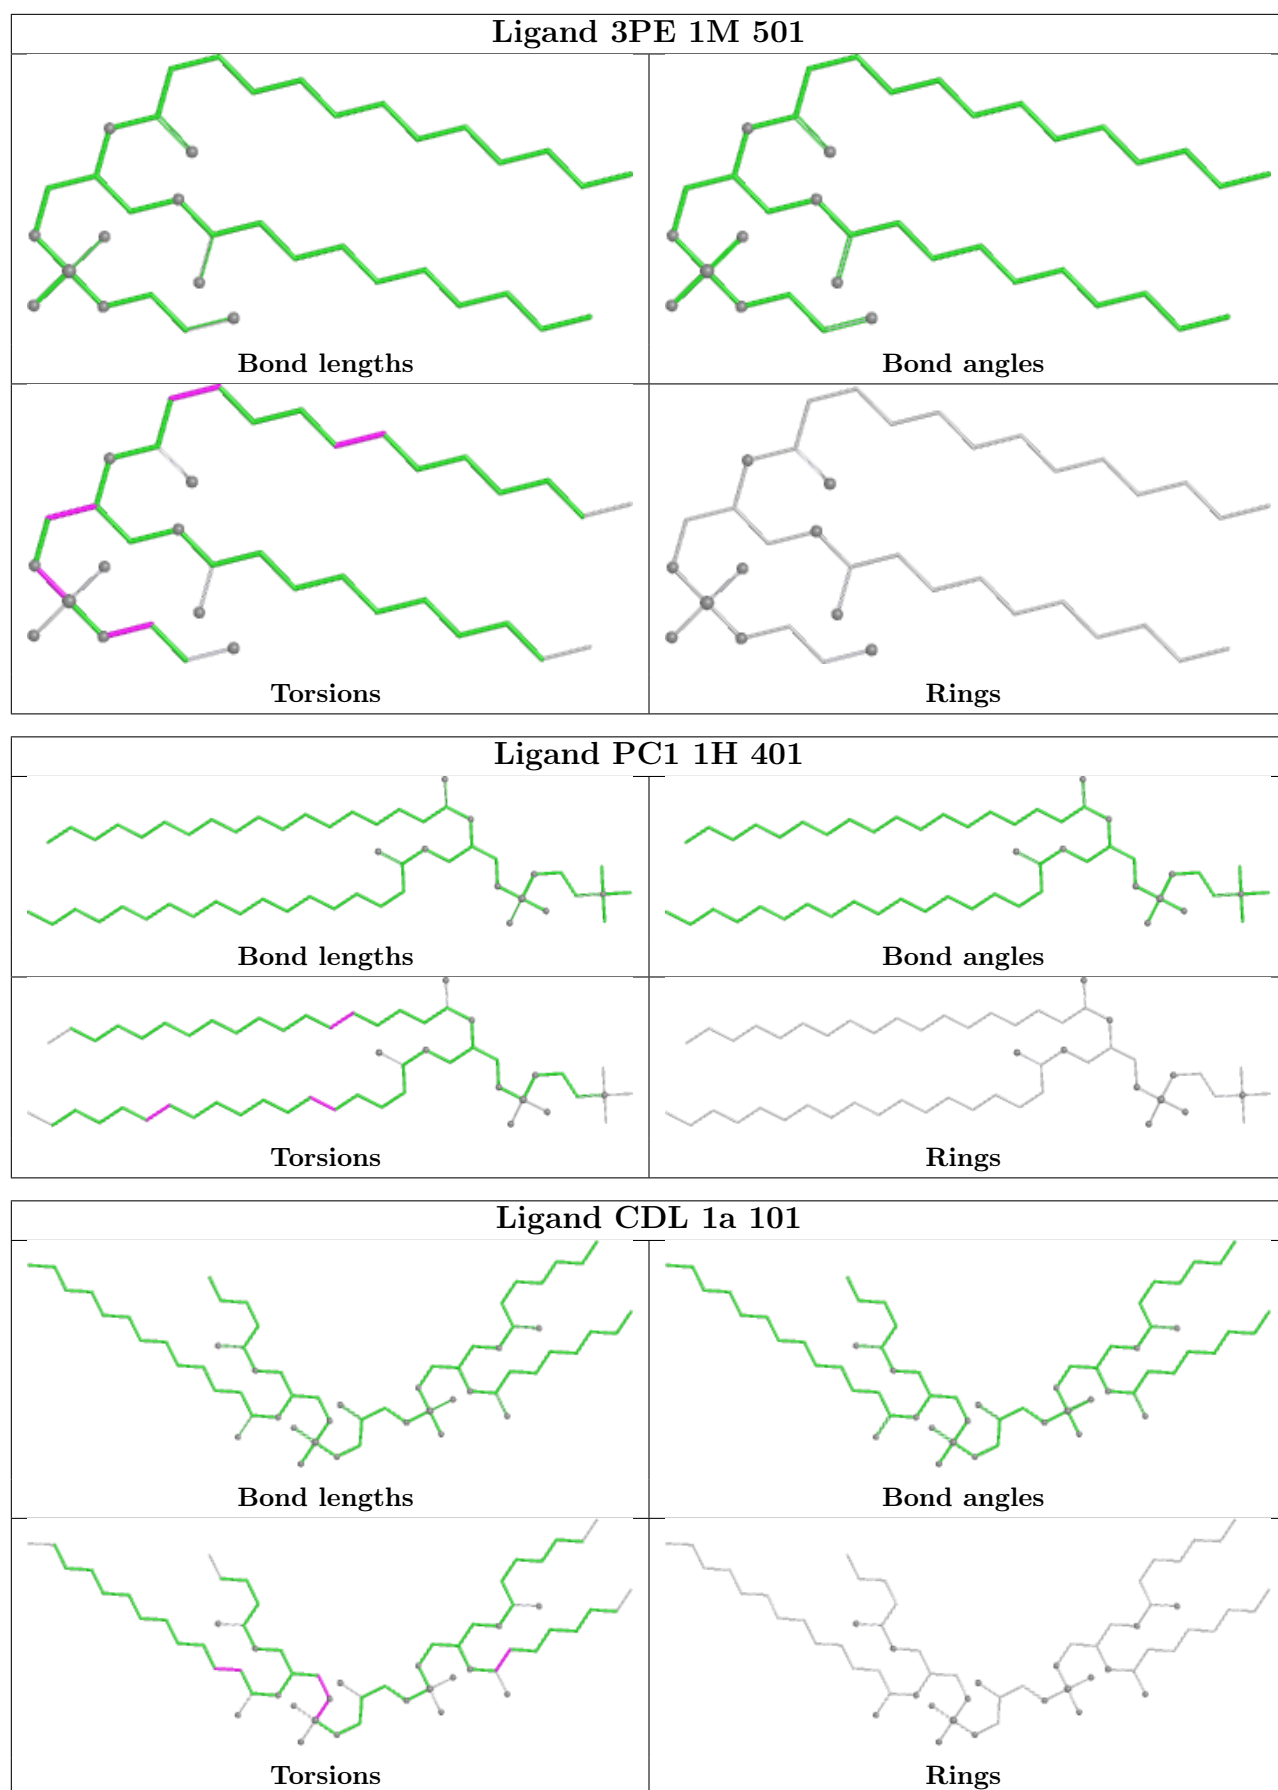 Ligand 3PE 1M 501
Bond lengths
Bond angles
Torsions
Rings
Ligand PC1 1H 401
Bond lengths
Bond angles
Torsions
Rings
Ligand CDL 1a 101
Bond lengths
Bond angles
Torsions
Rings